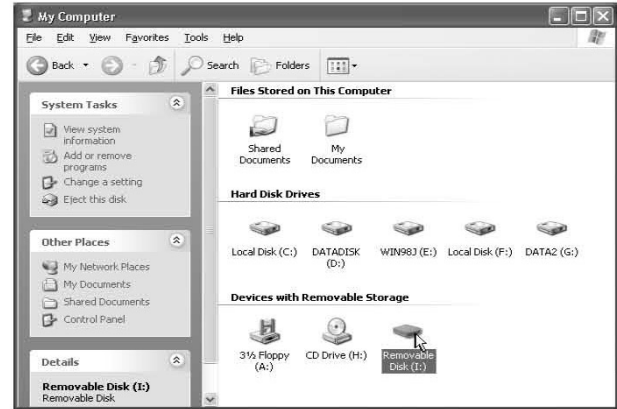 My Computer
File Edit View Favorites Tools Help
Back Search Folders
System Tasks
View system
information
Add or remove
programs
Change a setting
Eject this disk
Other Places
My Network Places
My Documents
Shared Documents
Control Panel
Details
Removable Disk (I:)
Removable Disk
Files Stored on This Computer
Shared
Documents
My
Documents
Hard Disk Drives
Local Disk (C:)
DATADISK
(D:)
WIN98J (E:)
Local Disk (F:)
DATA2 (G:)
Devices with Removable Storage
3½ Floppy
(A:)
CD Drive (H:)
Removable
Disk (I:)